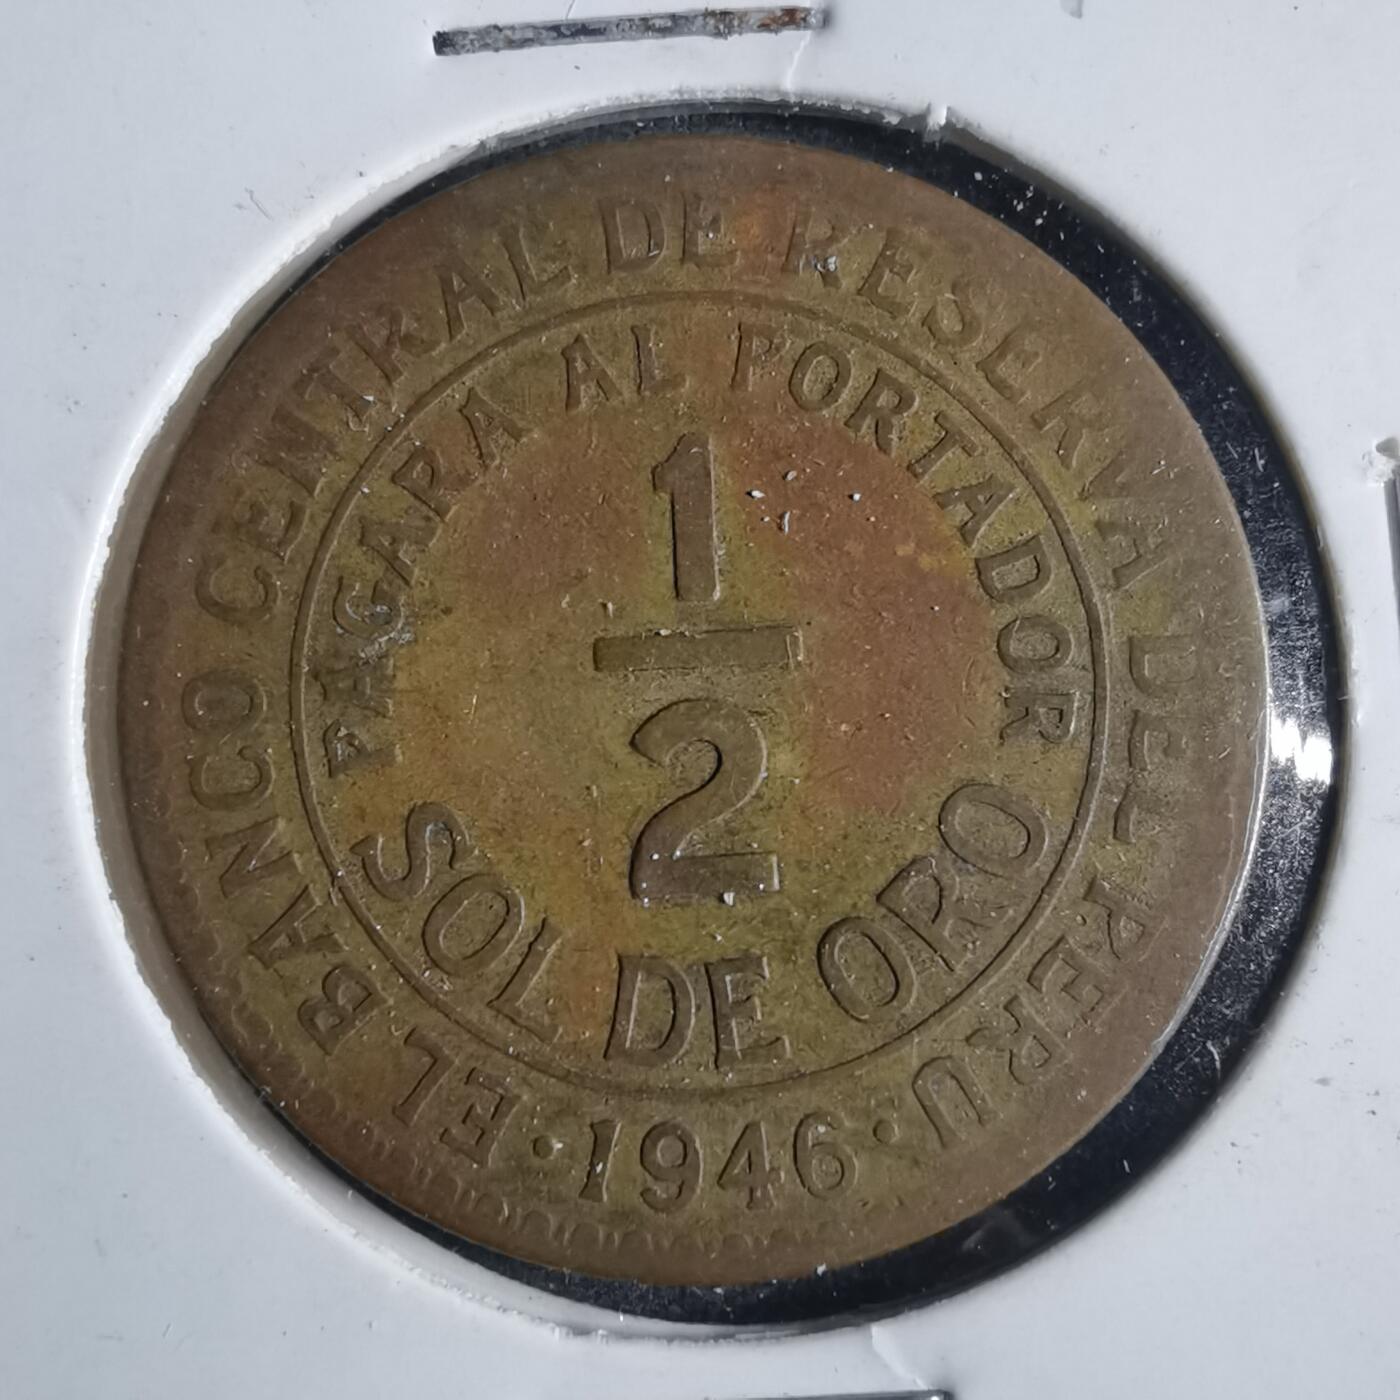 EL BANCO CENTRAL DE RESERVA DEL PERU
PAGARA AL PORTADOR
1
2
SOL DE ORO
· 1946 ·